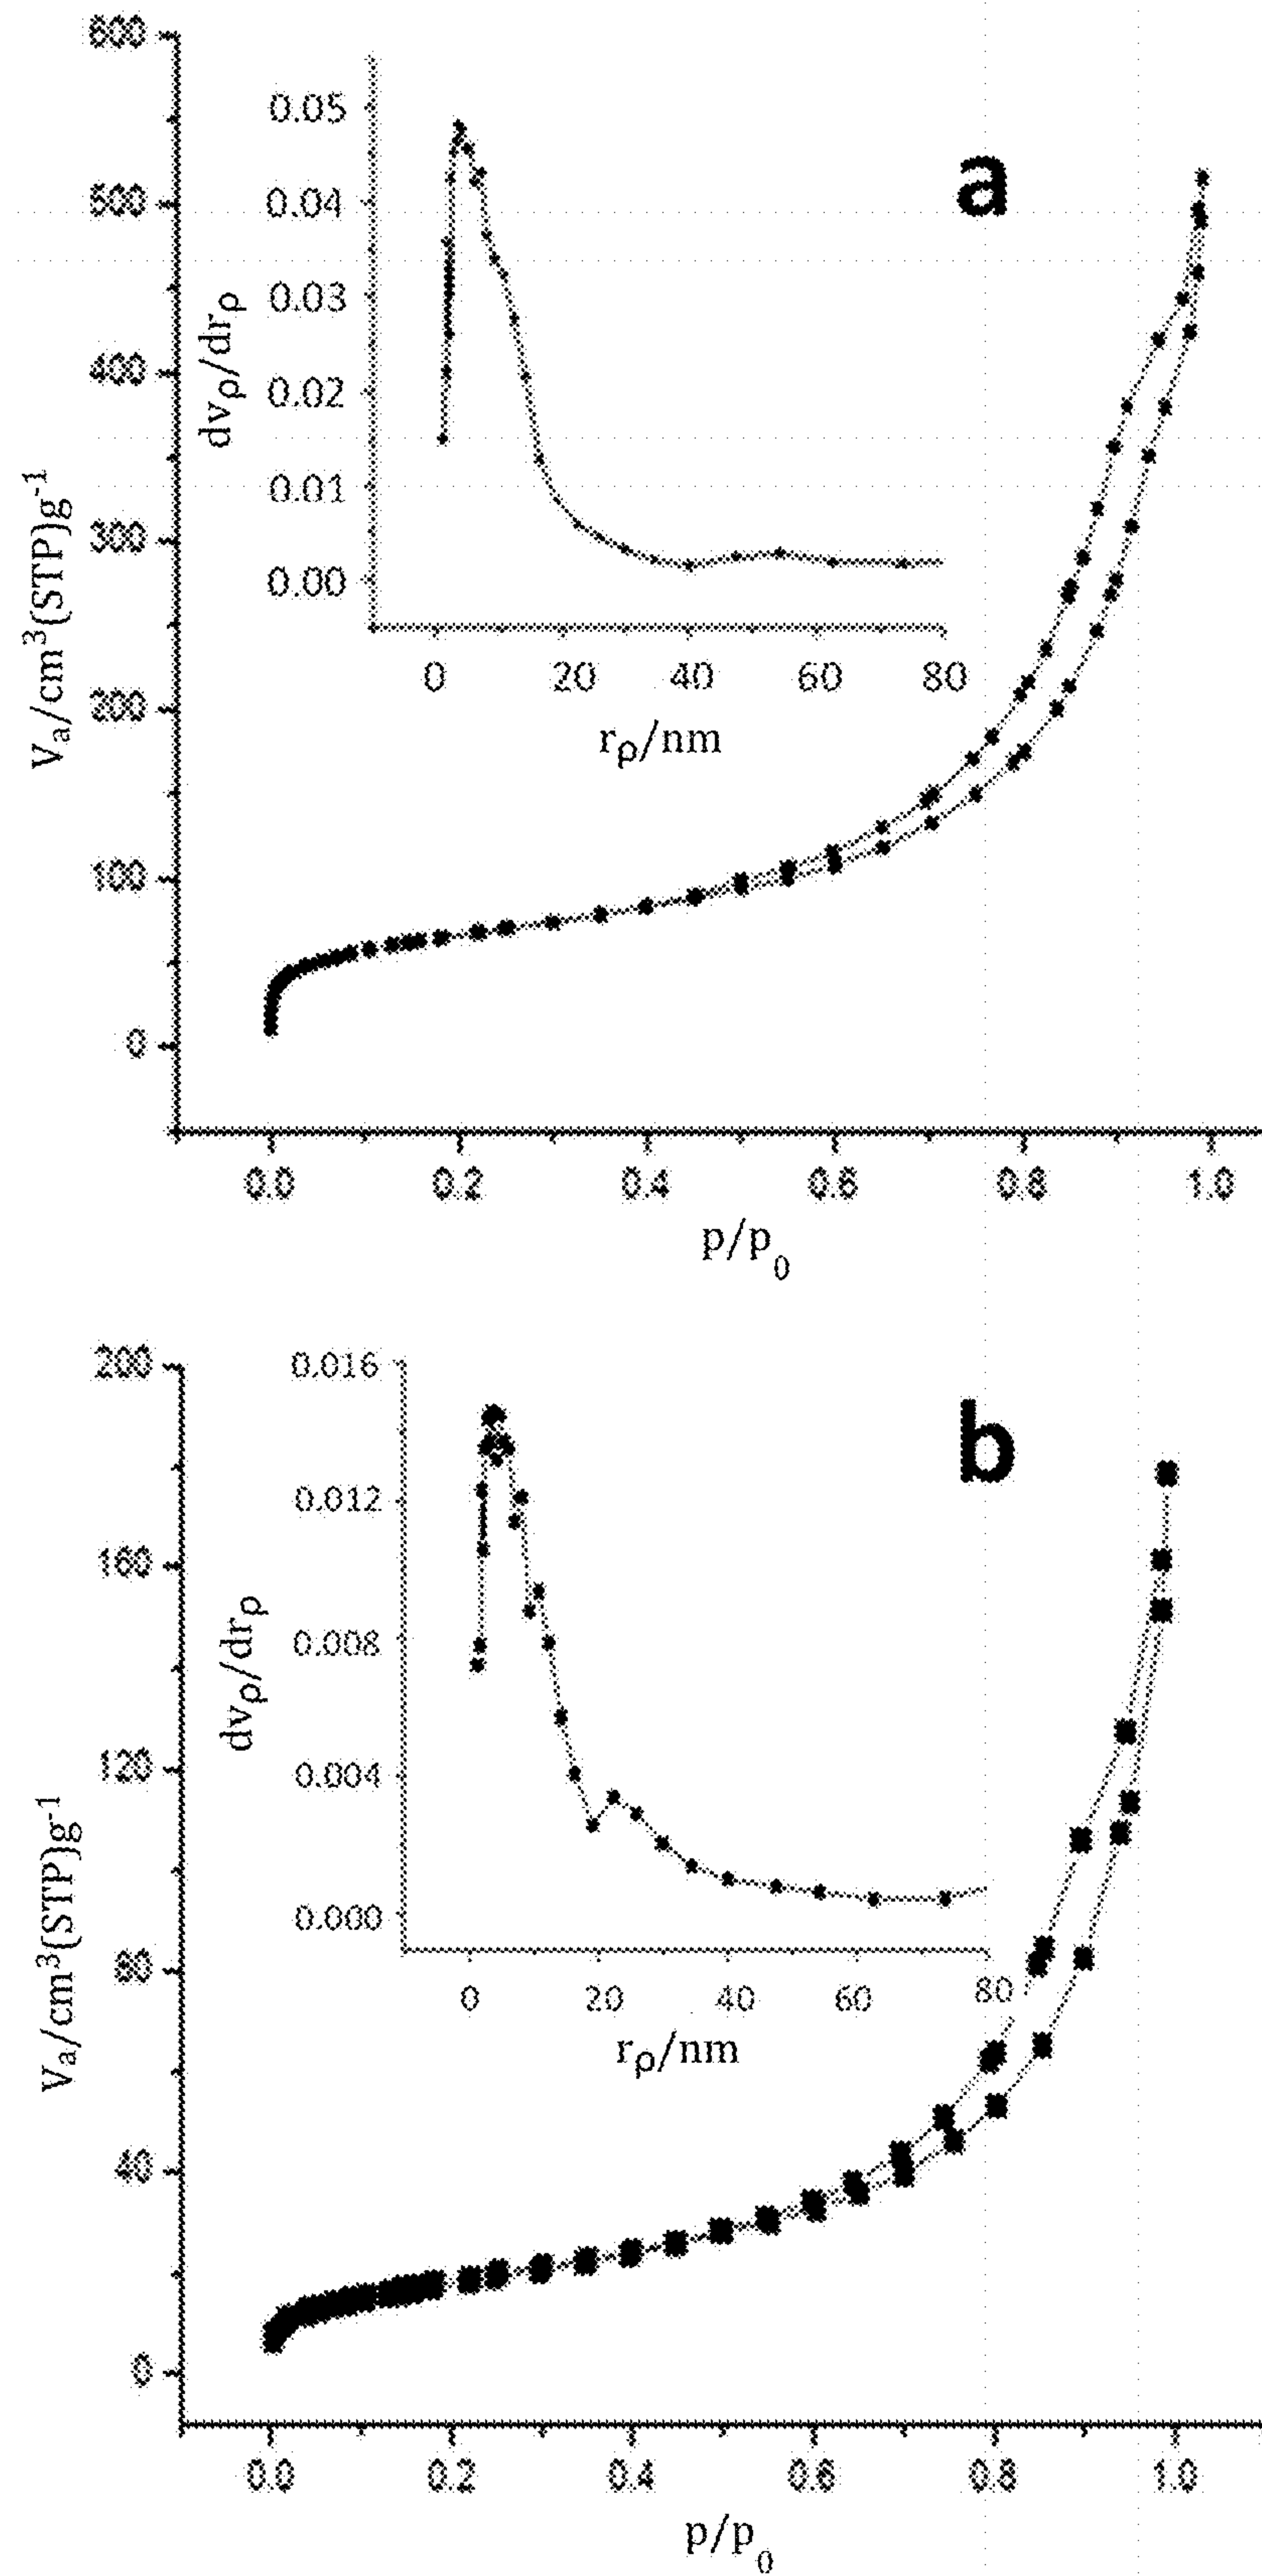 600
500
400
300
200
100
0
V_a/cm³(STP)g⁻¹
0.0 0.2 0.4 0.6 0.8 1.0
p/p₀
a
0.05
0.04
0.03
0.02
0.01
0.00
dvρ/drρ
0 20 40 60 80
rρ/nm
200
160
120
80
40
0
V_a/cm³(STP)g⁻¹
0.0 0.2 0.4 0.6 0.8 1.0
p/p₀
b
0.016
0.012
0.008
0.004
0.000
dvρ/drρ
0 20 40 60 80
rρ/nm